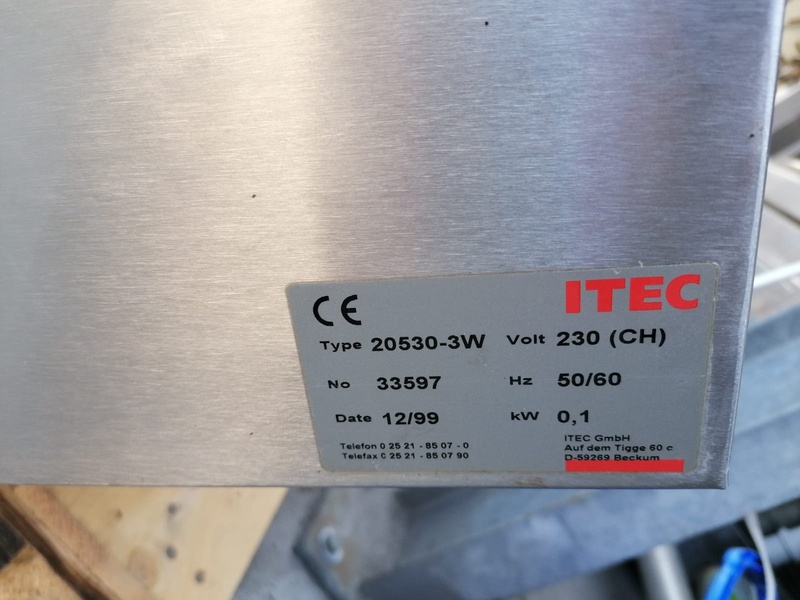 CE
ITEC
Type 20530-3W Volt 230 (CH)
No 33597 Hz 50/60
Date 12/99 kW 0,1
Telefon 0 25 21 - 85 07 - 0
Telefax 0 25 21 - 85 07 90
ITEC GmbH
Auf dem Tigge 60 c
D-59269 Beckum